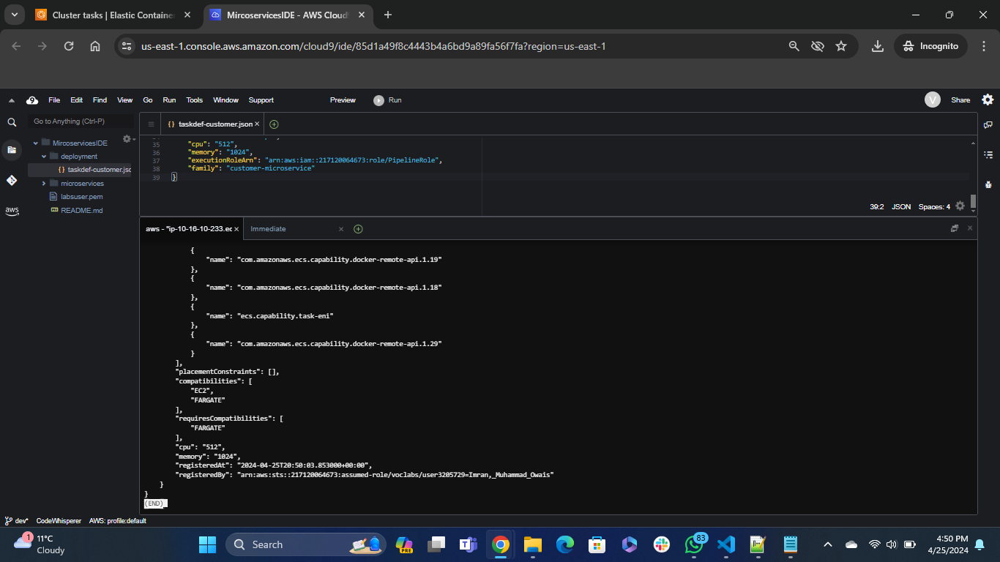 Cluster tasks | Elastic Container
MircoservicesIDE - AWS Cloud
us-east-1.console.aws.amazon.com/cloud9/ide/85d1a49f8c4443b4a6bd9a89fa56f7fa?region=us-east-1
Incognito
File Edit Find View Go Run Tools Window Support Preview Run
V
Share
Go to Anything (Ctrl-P)
MircoservicesIDE
deployment
taskdef-customer.jsc
microservices
labsuser.pem
README.md
aws
taskdef-customer.json
35 "cpu": "512",
36 "memory": "1024",
37 "executionRoleArn": "arn:aws:iam::217120064673:role/PipelineRole",
38 "family": "customer-microservice"
39 }
39:2 JSON Spaces: 4
aws - "ip-10-16-10-233.ec
Immediate
{
"name": "com.amazonaws.ecs.capability.docker-remote-api.1.19"
},
{
"name": "com.amazonaws.ecs.capability.docker-remote-api.1.18"
},
{
"name": "ecs.capability.task-eni"
},
{
"name": "com.amazonaws.ecs.capability.docker-remote-api.1.29"
}
],
"placementConstraints": [],
"compatibilities": [
"EC2",
"FARGATE"
],
"requiresCompatibilities": [
"FARGATE"
],
"cpu": "512",
"memory": "1024",
"registeredAt": "2024-04-25T20:50:03.853000+00:00",
"registeredBy": "arn:aws:sts::217120064673:assumed-role/voclabs/user3205729=Imran,_Muhammad_Owais"
}
}
(END)
dev* CodeWhisperer AWS: profile:default
1
11°C
Cloudy
Search
PRE
83
4:50 PM
4/25/2024